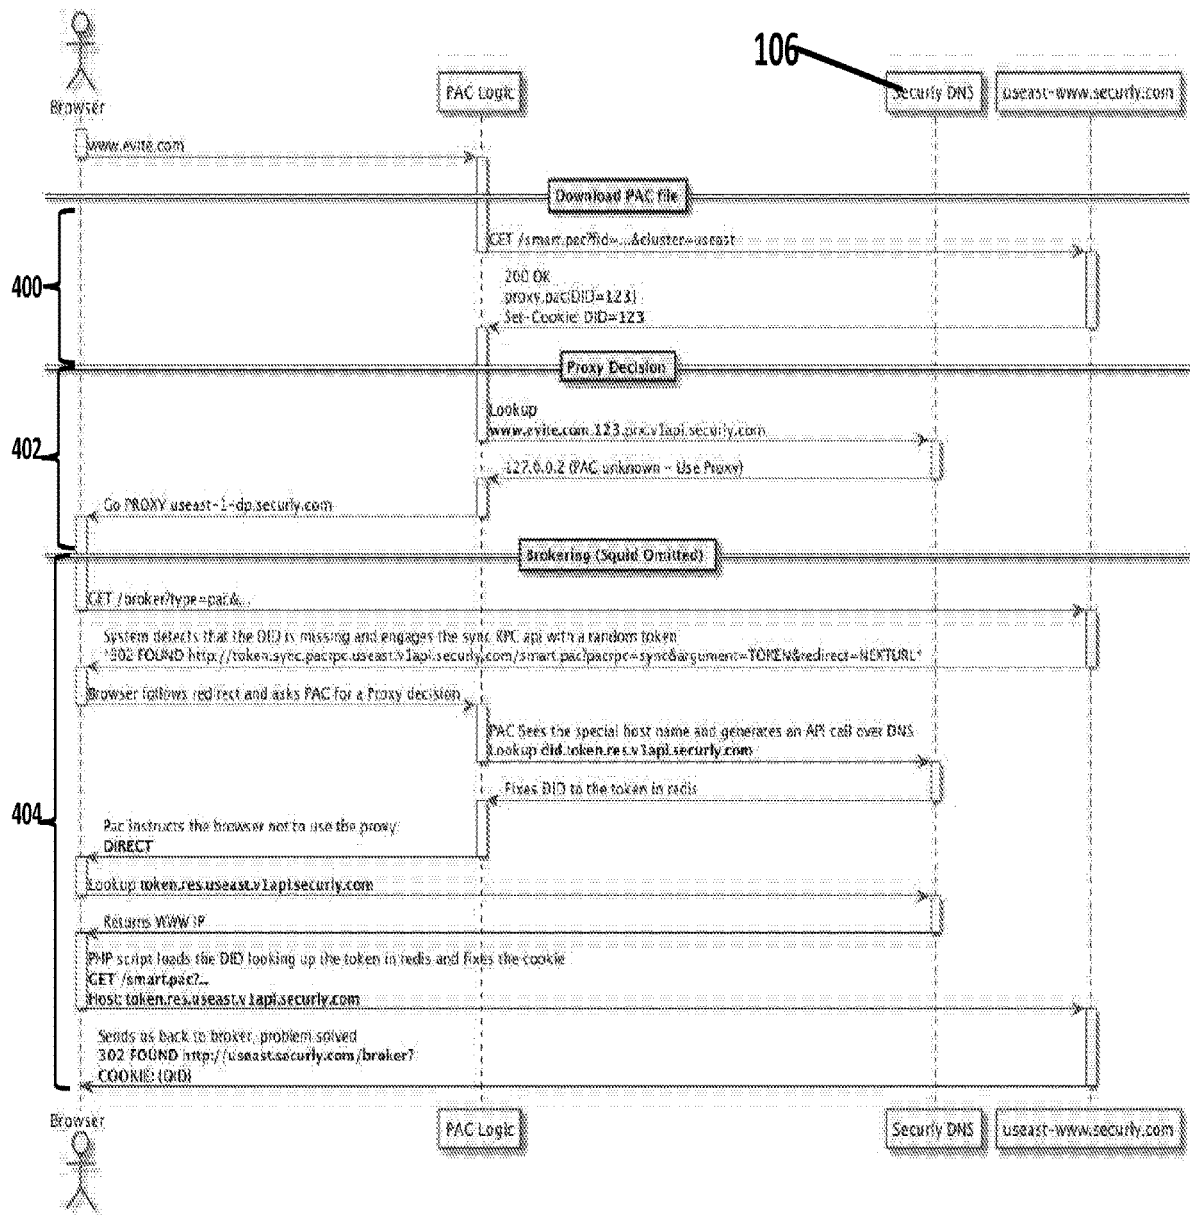 106
Browser
PAC Logic
Securly DNS
useast-www.securly.com
www.evite.com
Download PAC file
400
GET /smart.pac?fid=...&cluster=useast
200 OK
proxy.pac(DID=123)
Set-Cookie: DID=123
Proxy Decision
402
Lookup
www.evite.com.123.prx.v1api.securly.com
127.0.0.2 (PAC unknown - Use Proxy)
Go PROXY useast-1-dp.securly.com
Brokering (Squid Omitted)
404
GET /broker?type=pac&...
System detects that the DID is missing and engages the sync RPC api with a random token
"302 FOUND http://token.sync.pacrpc.useast.v1api.securly.com/smart.pac?pacrpc=sync&argument=TOKEN&redirect=NEXTURL"
Browser follows redirect and asks PAC for a Proxy decision
PAC Sees the special host name and generates an API call over DNS
Lookup did.token.res.v1api.securly.com
Fixes DID to the token in redis
Pac instructs the browser not to use the proxy
DIRECT
Lookup token.res.useast.v1api.securly.com
Returns WWW IP
PHP script loads the DID looking up the token in redis and fixes the cookie
GET /smart.pac?...
Host: token.res.useast.v1api.securly.com
Sends us back to broker, problem solved
302 FOUND http://useast.securly.com/broker?
COOKIE: (DID)
Browser
PAC Logic
Securly DNS
useast-www.securly.com